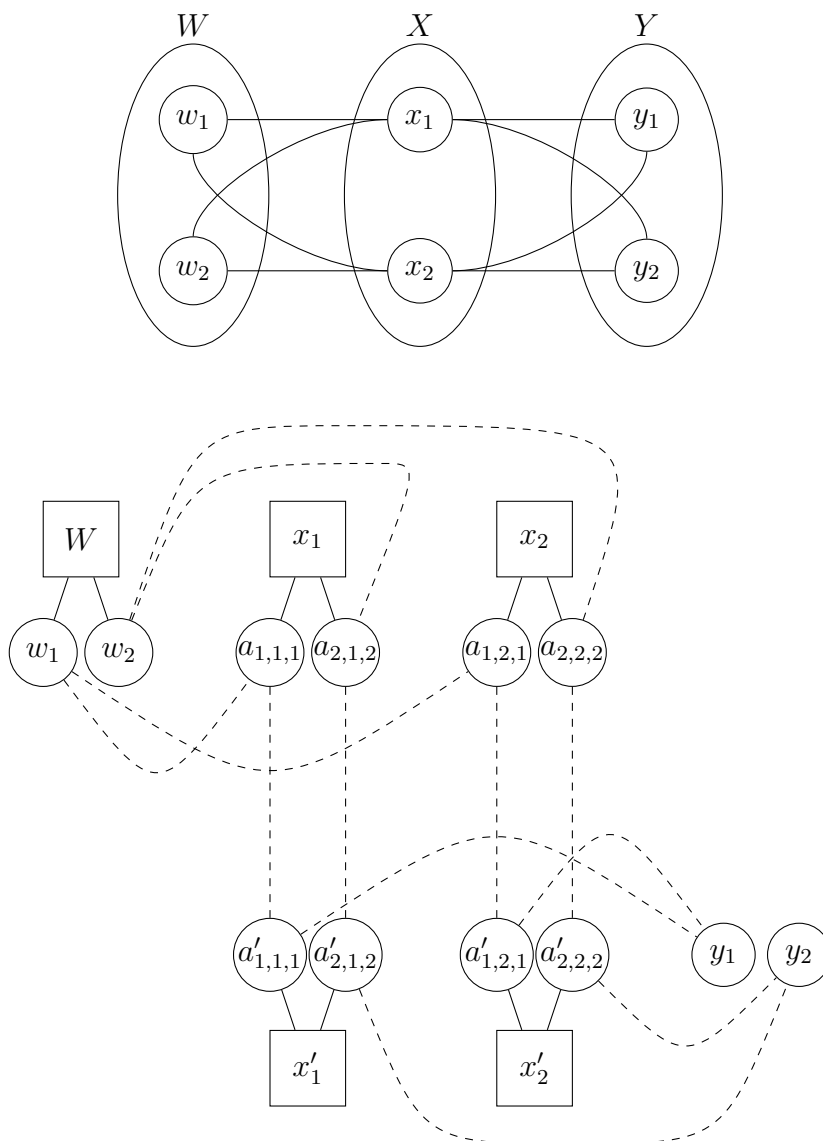 W X Y
w₁ x₁ y₁
w₂ x₂ y₂
W x₁ x₂
w₁ w₂ a₁,₁,₁ a₂,₁,₂ a₁,₂,₁ a₂,₂,₂
a′₁,₁,₁ a′₂,₁,₂ a′₁,₂,₁ a′₂,₂,₂ y₁ y₂
x′₁ x′₂